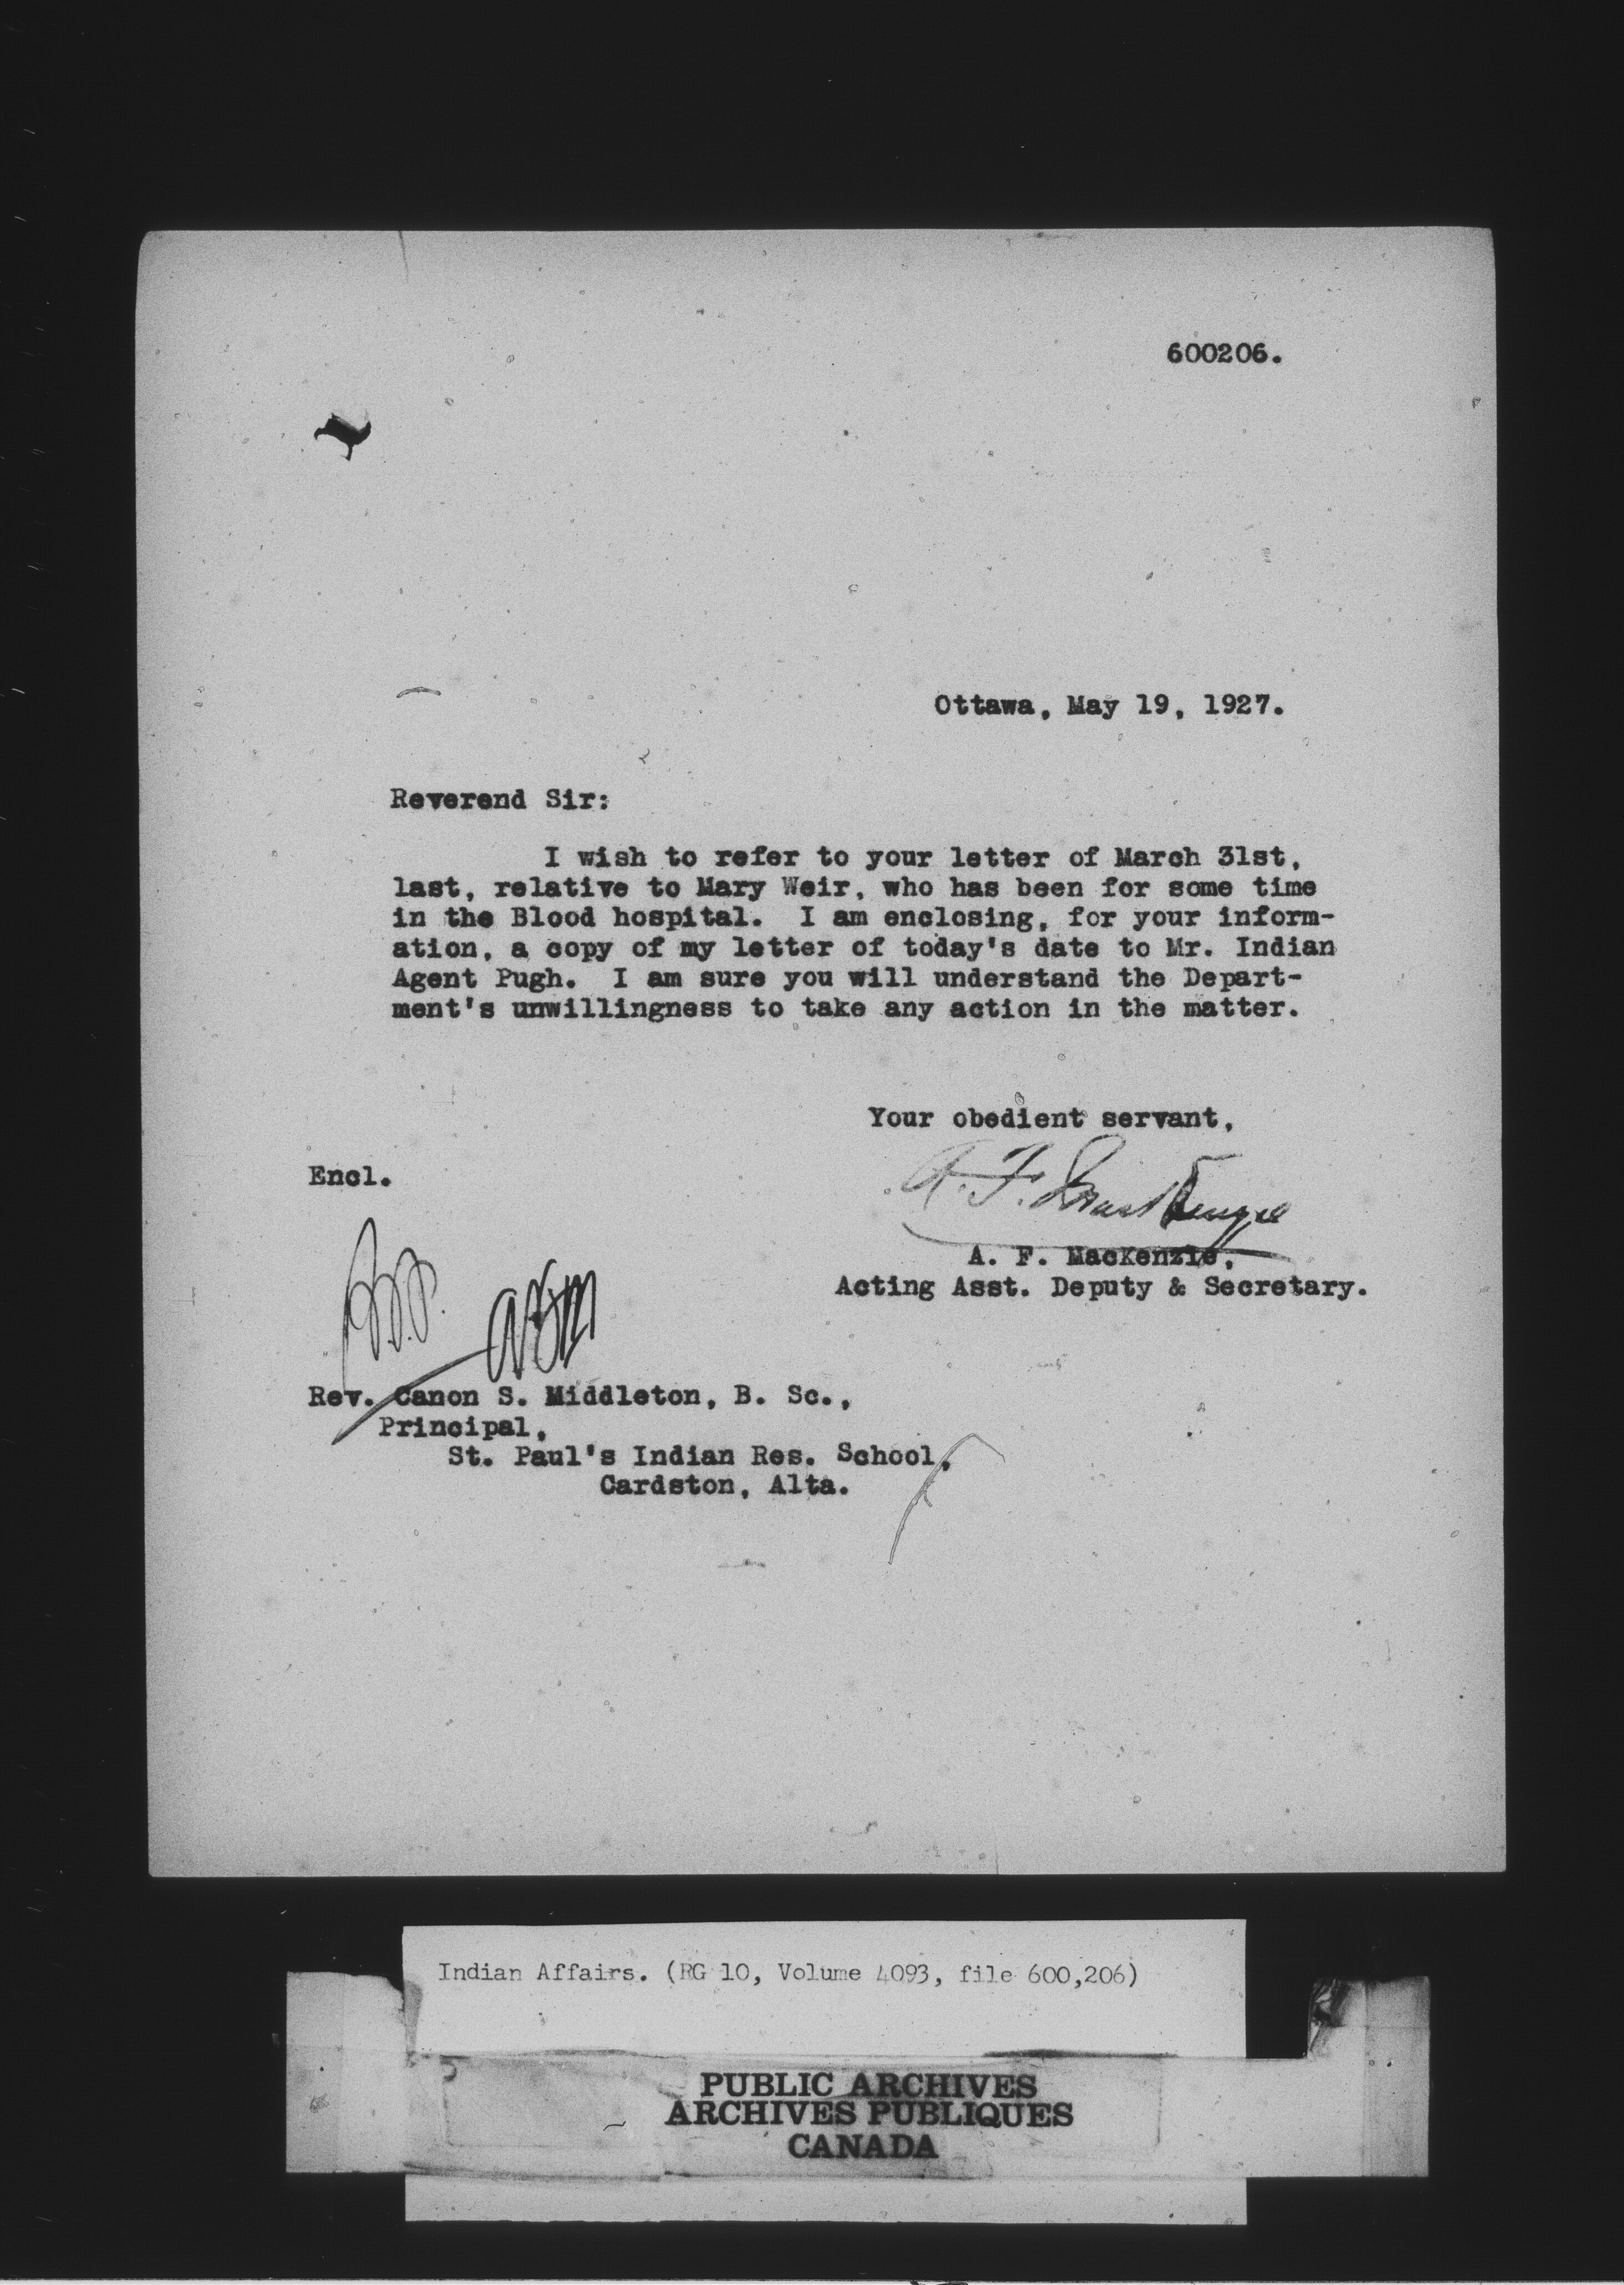 600206.
Ottawa, May 19, 1927.
Reverend Sir:
I wish to refer to your letter of March 31st,
last, relative to Mary Weir, who has been for some time
in the Blood hospital. I am enclosing, for your inform-
ation, a copy of my letter of today's date to Mr. Indian
Agent Pugh. I am sure you will understand the Depart-
ment's unwillingness to take any action in the matter.
Your obedient servant,
Encl.
A. F. MacKenzie
A. F. MacKenzie,
Acting Asst. Deputy & Secretary.
Rev. Canon S. Middleton, B. Sc.,
Principal,
St. Paul's Indian Res. School,
Cardston, Alta.
Indian Affairs. (RG 10, Volume 4093, file 600,206)
PUBLIC ARCHIVES
ARCHIVES PUBLIQUES
CANADA